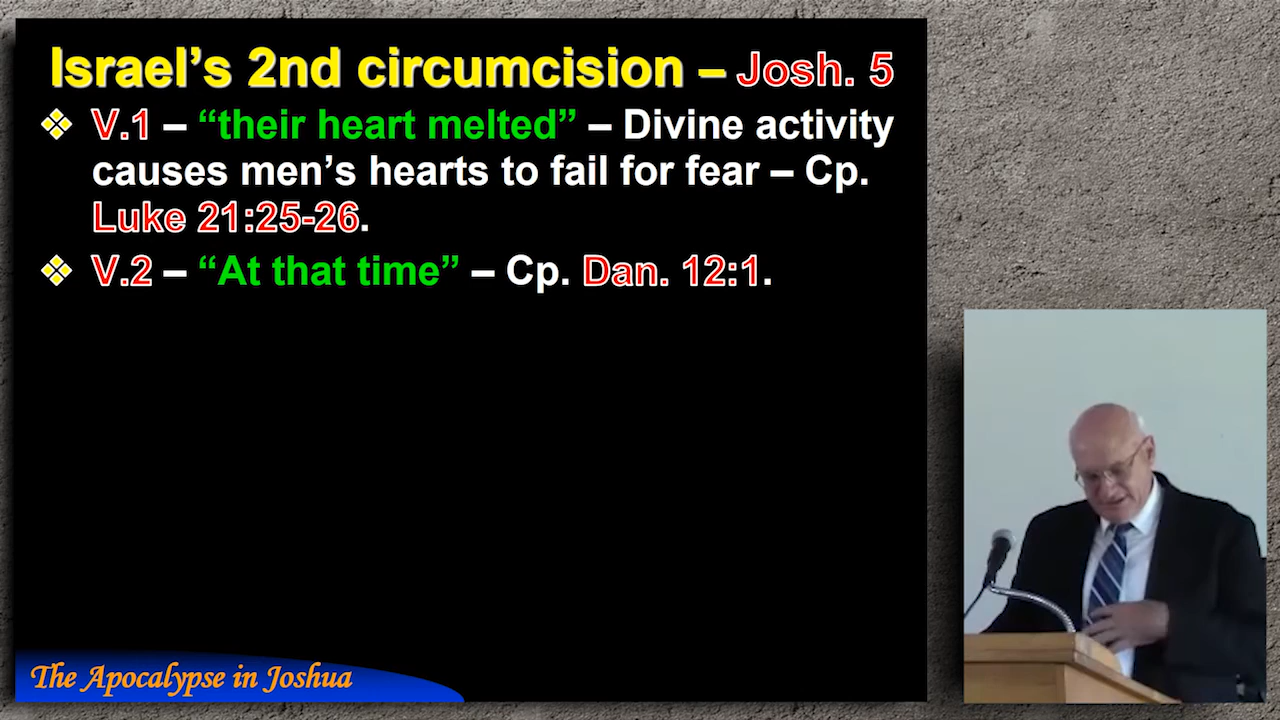 Israel’s 2nd circumcision – Josh. 5
❖ V.1 – “their heart melted” – Divine activity
causes men’s hearts to fail for fear – Cp.
Luke 21:25-26.
❖ V.2 – “At that time” – Cp. Dan. 12:1.
The Apocalypse in Joshua